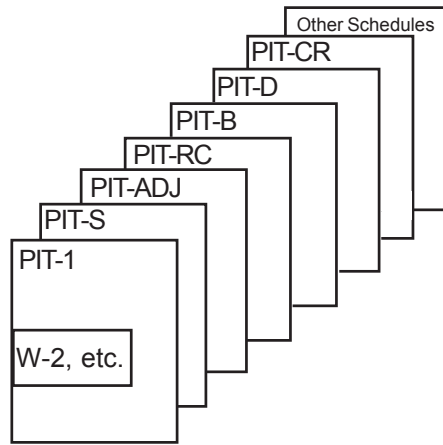 Other Schedules
PIT-CR
PIT-D
PIT-B
PIT-RC
PIT-ADJ
PIT-S
PIT-1
W-2, etc.